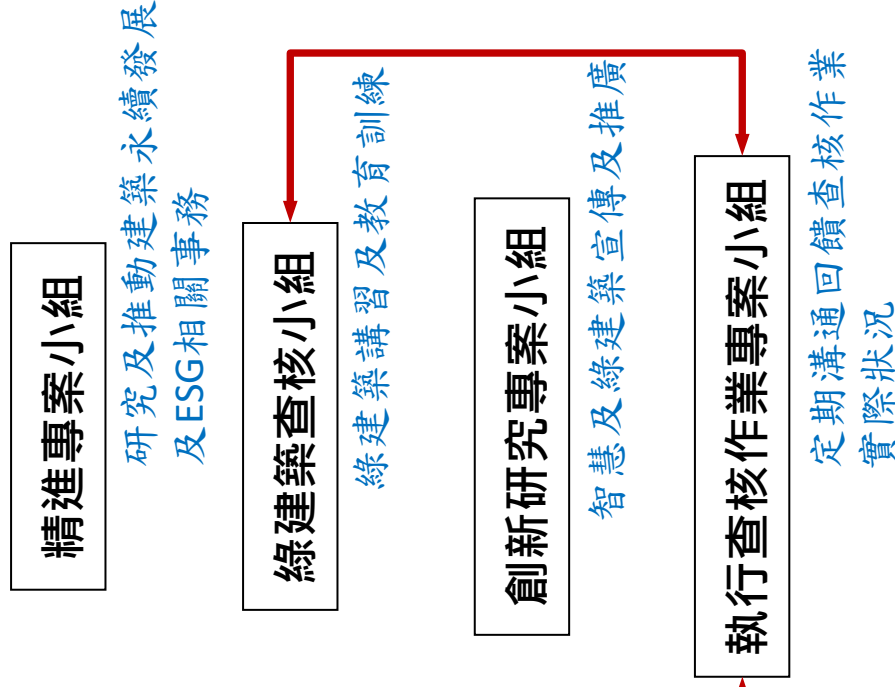 精進專案小組
研究及推動建築永續發展
及ESG相關事務
綠建築查核小組
綠建築講習及教育訓練
創新研究專案小組
智慧及綠建築宣傳及推廣
執行查核作業專案小組
定期溝通回饋查核作業
實際狀況